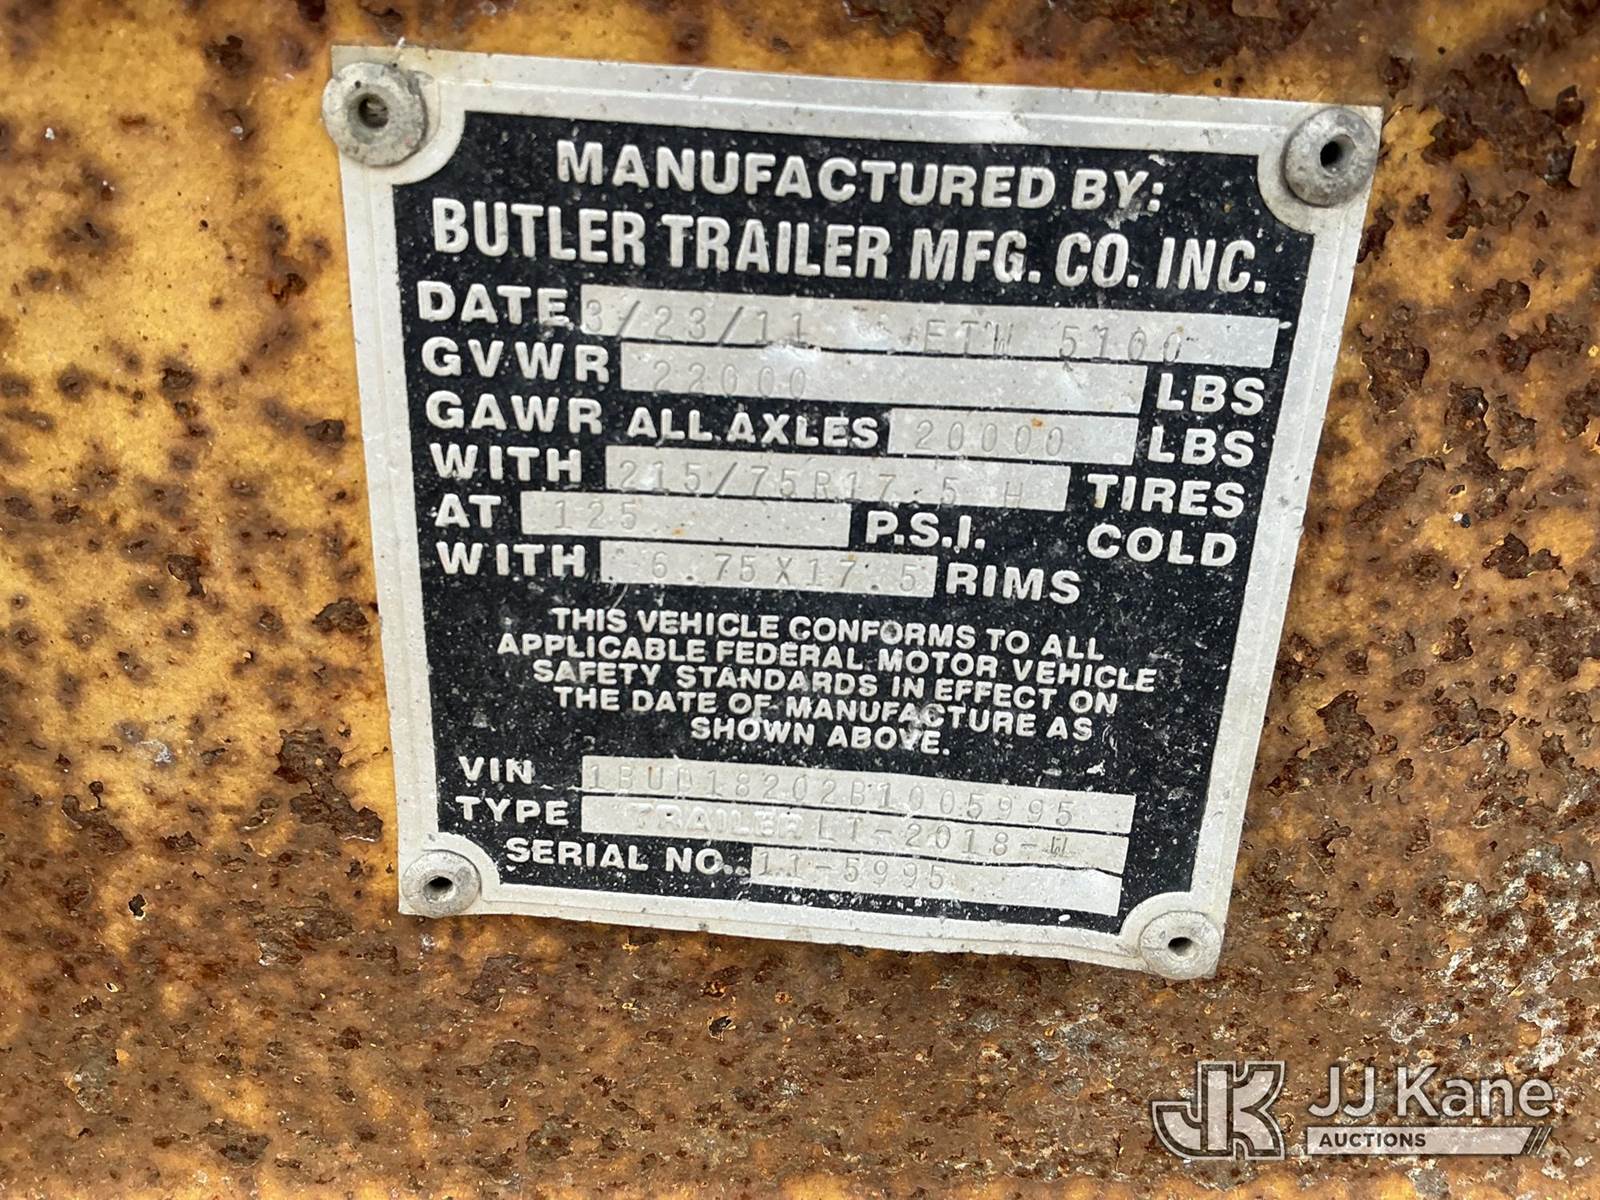 MANUFACTURED BY:
BUTLER TRAILER MFG. CO. INC.
DATE 3/23/11 ETW 5100
GVWR 22000 LBS
GAWR ALL AXLES 20000 LBS
WITH 215/75R17.5 H TIRES
AT 125 P.S.I. COLD
WITH 6.75X17.5 RIMS
THIS VEHICLE CONFORMS TO ALL
APPLICABLE FEDERAL MOTOR VEHICLE
SAFETY STANDARDS IN EFFECT ON
THE DATE OF MANUFACTURE AS
SHOWN ABOVE.
VIN 1BUD18202B1005995
TYPE TRAILER LT-2018-W
SERIAL NO. 11-5995
JK JJ Kane
AUCTIONS